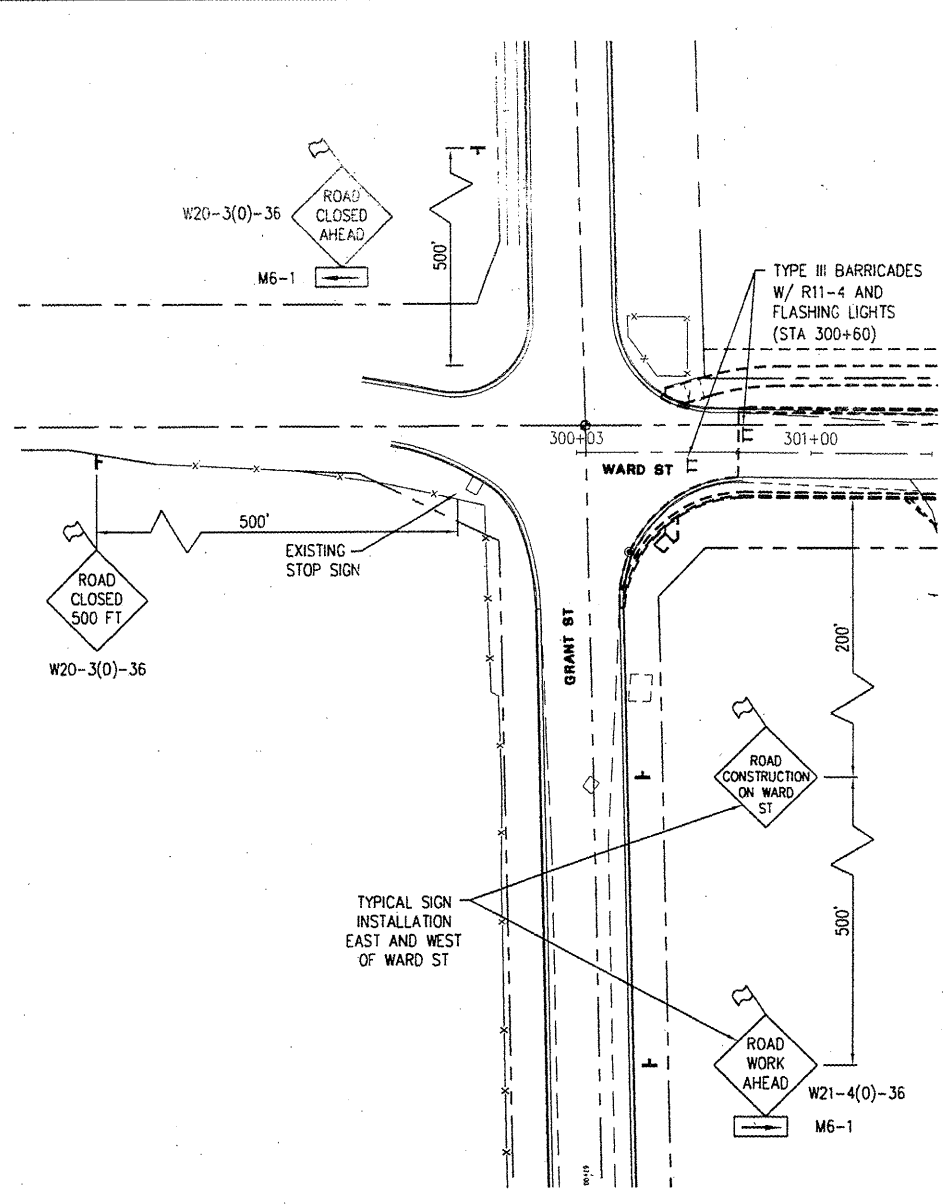 ROAD
CLOSED
AHEAD
W20-3(0)-36
M6-1
500'
TYPE III BARRICADES
W/ R11-4 AND
FLASHING LIGHTS
(STA 300+60)
300+03
301+00
WARD ST
500'
EXISTING
STOP SIGN
ROAD
CLOSED
500 FT
W20-3(0)-36
GRANT ST
200'
ROAD
CONSTRUCTION
ON WARD
ST
TYPICAL SIGN
INSTALLATION
EAST AND WEST
OF WARD ST
500'
ROAD
WORK
AHEAD
W21-4(0)-36
M6-1